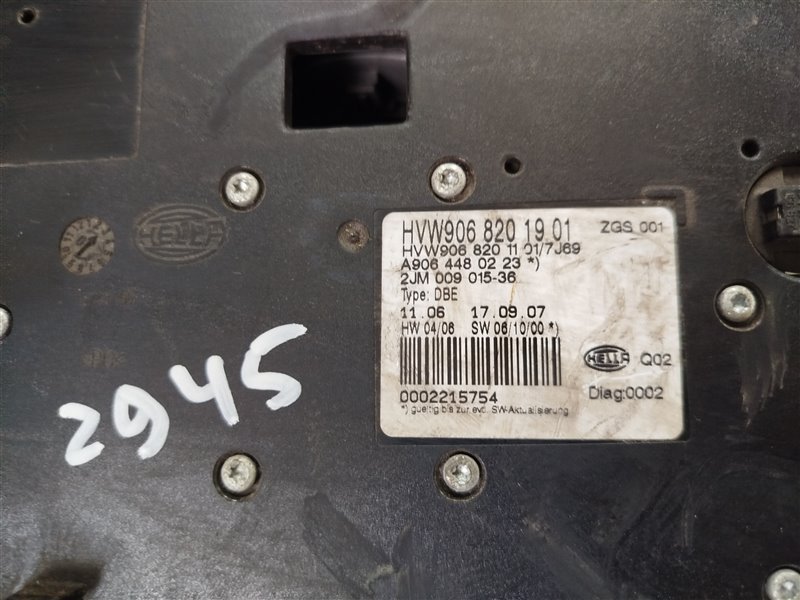 HELLA
HVW906 820 19 01 ZGS 001
HVW906 820 11 01/7J69
A906 448 02 23 *)
2JM 009 015-36
Type: DBE
11.06 17.09.07
HW 04/06 SW 06/10/00 *)
HELLA Q02
0002215754 Diag:0002
*) gueltig bis zur evtl. SW-Aktualisierung
2945